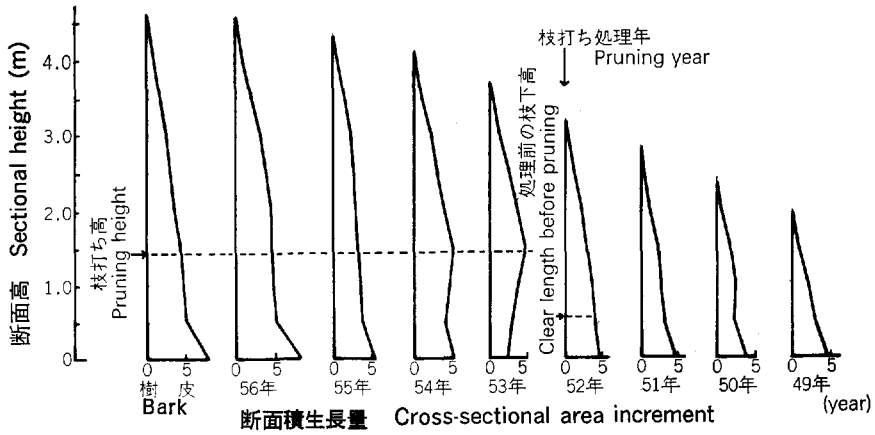 枝打ち処理年
Pruning year
断面高 Sectional height (m)
4.0
3.0
2.0
1.0
0
枝打ち高
Pruning height
処理前の枝下高
Clear length before pruning
0 5 0 5 0 5 0 5 0 5 0 5 0 5 0 5 0 5
樹 皮 56年 55年 54年 53年 52年 51年 50年 49年
Bark (year)
断面積生長量 Cross-sectional area increment